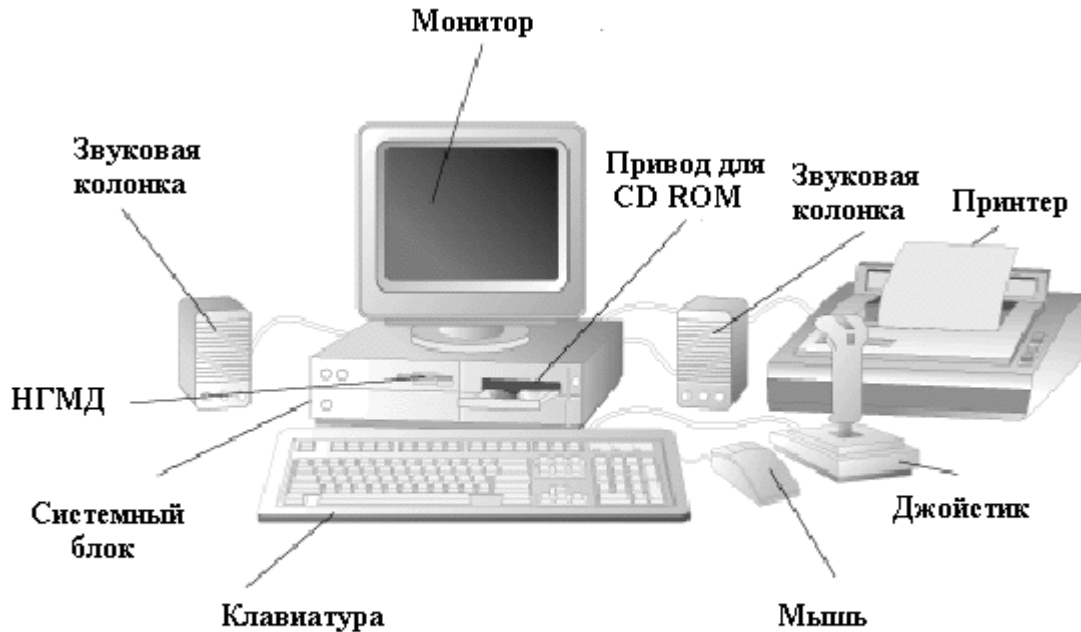 Монитор
Звуковая
колонка
Привод для
CD ROM
Звуковая
колонка
Принтер
НГМД
Системный
блок
Джойстик
Клавиатура
Мышь